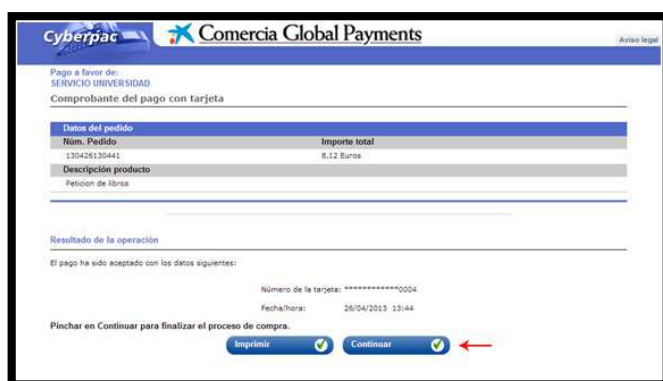 Cyberpac
Comercia Global Payments
Aviso legal
Pago a favor de:
SERVICIO UNIVERSIDAD
Comprobante del pago con tarjeta
Datos del pedido
Núm. Pedido Importe total
130426130441 8,12 Euros
Descripción producto
Peticion de libros
Resultado de la operación
El pago ha sido aceptado con los datos siguientes:
Número de la tarjeta: ************0004
Fecha/hora: 26/04/2013 13:44
Pinchar en Continuar para finalizar el proceso de compra.
Imprimir Continuar